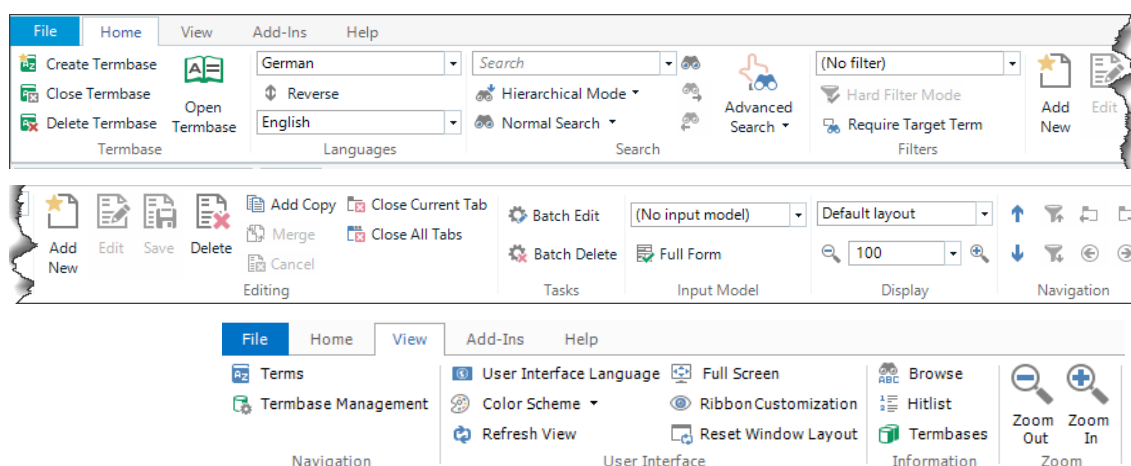 File Home View Add-Ins Help
Create Termbase German Search (No filter)
Close Termbase Reverse Hierarchical Mode Hard Filter Mode
Delete Termbase Open Termbase English Normal Search Advanced Search Require Target Term Add New Edit
Termbase Languages Search Filters
Add Copy Close Current Tab Batch Edit (No input model) Default layout
Add New Edit Save Delete Merge Close All Tabs Batch Delete Full Form 100
Cancel
Editing Tasks Input Model Display Navigation
File Home View Add-Ins Help
Terms User Interface Language Full Screen Browse
Termbase Management Color Scheme Ribbon Customization Hitlist
Refresh View Reset Window Layout Termbases Zoom Out Zoom In
Navigation User Interface Information Zoom